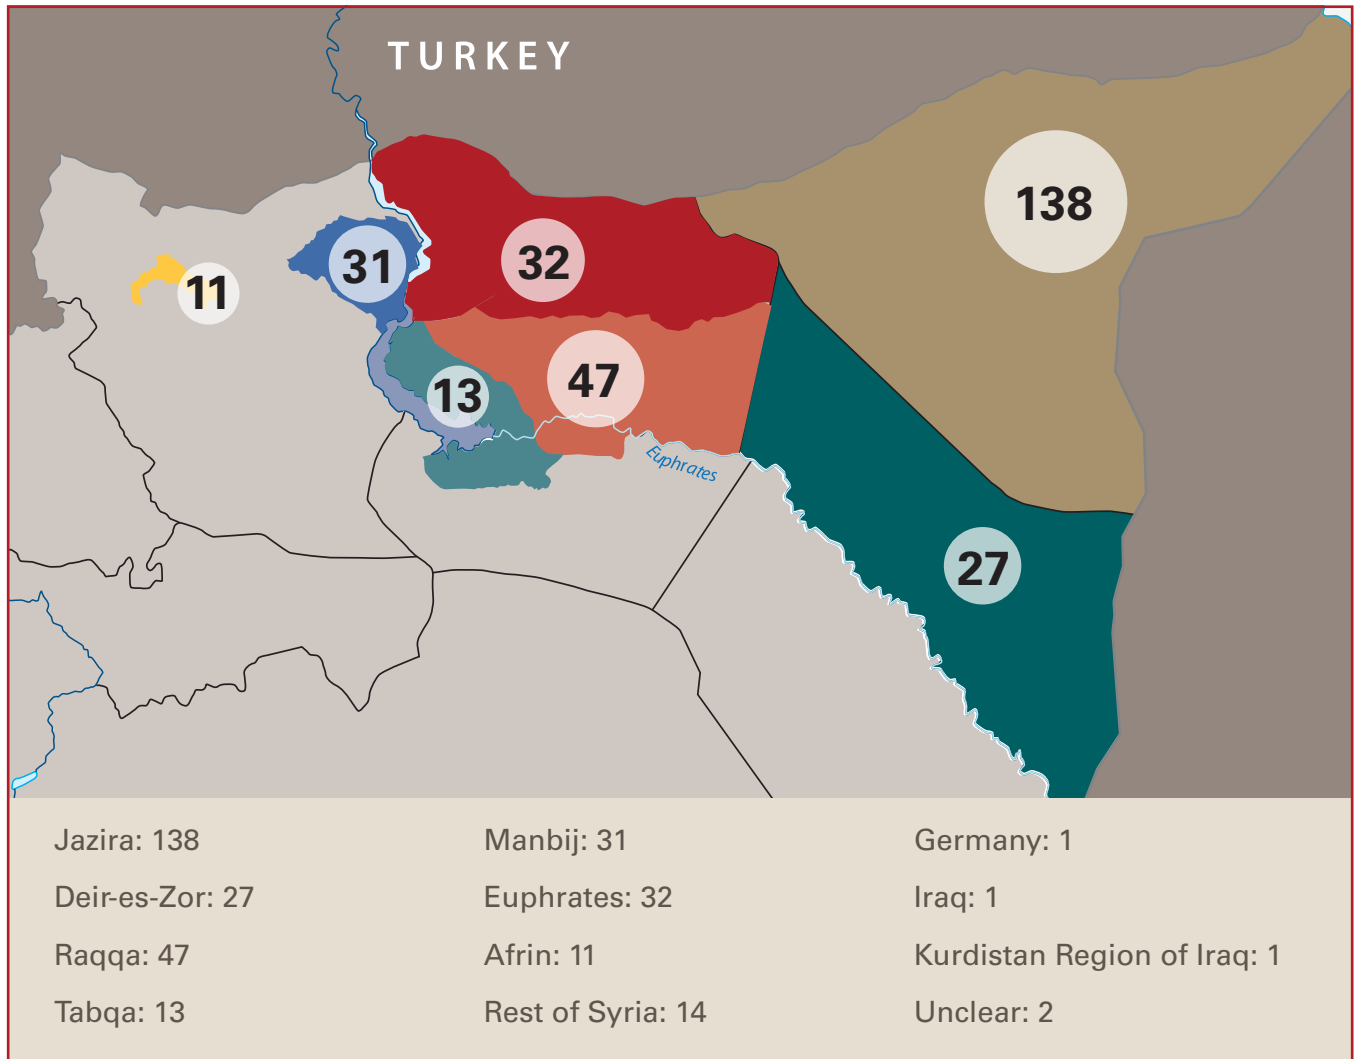 TURKEY
138
11
31
32
13
47
Euphrates
27
Jazira: 138
Deir-es-Zor: 27
Raqqa: 47
Tabqa: 13
Manbij: 31
Euphrates: 32
Afrin: 11
Rest of Syria: 14
Germany: 1
Iraq: 1
Kurdistan Region of Iraq: 1
Unclear: 2